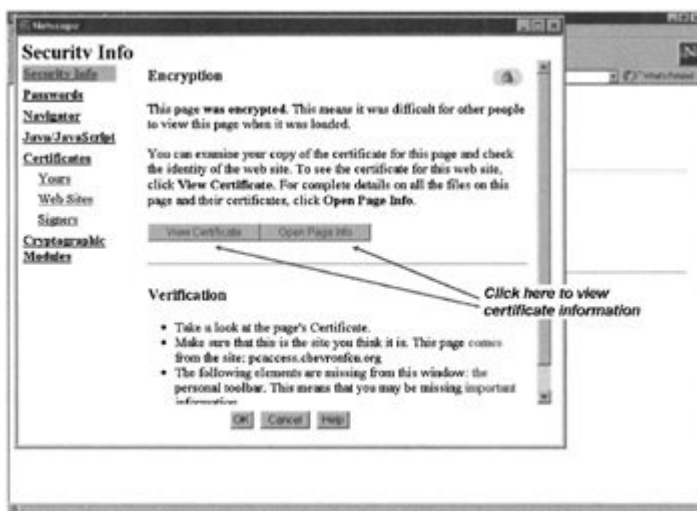 Netscape
Security Info
Security Info
Passwords
Navigator
Java/JavaScript
Certificates
Yours
Web Sites
Signers
Cryptographic
Modules
Encryption
This page was encrypted. This means it was difficult for other people
to view this page when it was loaded.
You can examine your copy of the certificate for this page and check
the identity of the web site. To see the certificate for this web site,
click View Certificate. For complete details on all the files on this
page and their certificates, click Open Page Info.
View Certificate
Open Page Info
Verification
Take a look at the page's Certificate.
Make sure that this is the site you think it is. This page comes
from the site: pcaccess.chevronfcu.org
The following elements are missing from this window: the
personal toolbar. This means that you may be missing important
information
OK
Cancel
Help
What's Related
N
Click here to view
certificate information